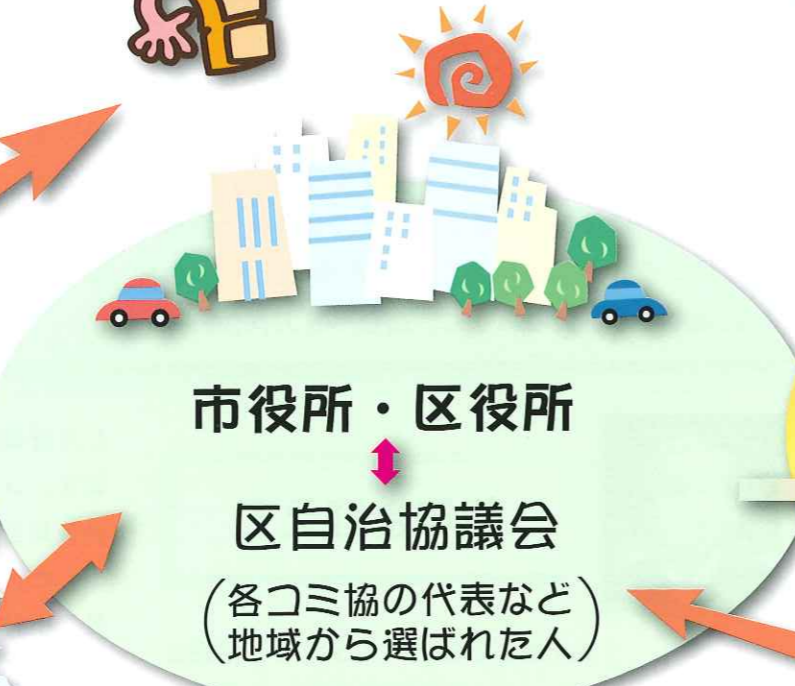 市役所・区役所
区自治協議会
(各コミ協の代表など
地域から選ばれた人)